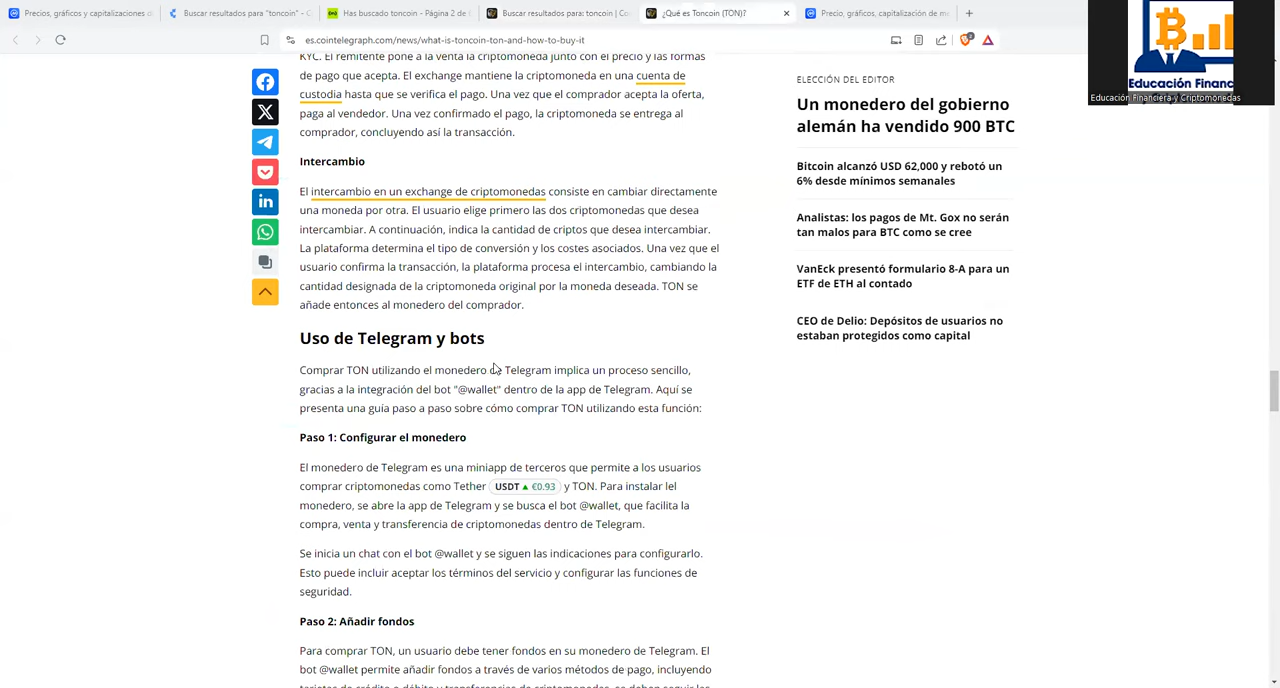 Precios, gráficos y capitalizaciones d
Buscar resultados para "toncoin" - C
Has buscado toncoin - Página 2 de
Buscar resultados para: toncoin | Co
¿Qué es Toncoin (TON)?
Precio, gráficos, capitalización de m
es.cointelegraph.com/news/what-is-toncoin-ton-and-how-to-buy-it
Educación Financ
Educación Financiera y Criptomonedas
KYC. El remitente pone a la venta la criptomoneda junto con el precio y las formas
de pago que acepta. El exchange mantiene la criptomoneda en una cuenta de
custodia hasta que se verifica el pago. Una vez que el comprador acepta la oferta,
paga al vendedor. Una vez confirmado el pago, la criptomoneda se entrega al
comprador, concluyendo así la transacción.
Intercambio
El intercambio en un exchange de criptomonedas consiste en cambiar directamente
una moneda por otra. El usuario elige primero las dos criptomonedas que desea
intercambiar. A continuación, indica la cantidad de criptos que desea intercambiar.
La plataforma determina el tipo de conversión y los costes asociados. Una vez que el
usuario confirma la transacción, la plataforma procesa el intercambio, cambiando la
cantidad designada de la criptomoneda original por la moneda deseada. TON se
añade entonces al monedero del comprador.
Uso de Telegram y bots
Comprar TON utilizando el monedero de Telegram implica un proceso sencillo,
gracias a la integración del bot "@wallet" dentro de la app de Telegram. Aquí se
presenta una guía paso a paso sobre cómo comprar TON utilizando esta función:
Paso 1: Configurar el monedero
El monedero de Telegram es una miniapp de terceros que permite a los usuarios
comprar criptomonedas como Tether USDT ▲ €0.93 y TON. Para instalar lel
monedero, se abre la app de Telegram y se busca el bot @wallet, que facilita la
compra, venta y transferencia de criptomonedas dentro de Telegram.
Se inicia un chat con el bot @wallet y se siguen las indicaciones para configurarlo.
Esto puede incluir aceptar los términos del servicio y configurar las funciones de
seguridad.
Paso 2: Añadir fondos
Para comprar TON, un usuario debe tener fondos en su monedero de Telegram. El
bot @wallet permite añadir fondos a través de varios métodos de pago, incluyendo
ELECCIÓN DEL EDITOR
Un monedero del gobierno
alemán ha vendido 900 BTC
Bitcoin alcanzó USD 62,000 y rebotó un
6% desde mínimos semanales
Analistas: los pagos de Mt. Gox no serán
tan malos para BTC como se cree
VanEck presentó formulario 8-A para un
ETF de ETH al contado
CEO de Delio: Depósitos de usuarios no
estaban protegidos como capital